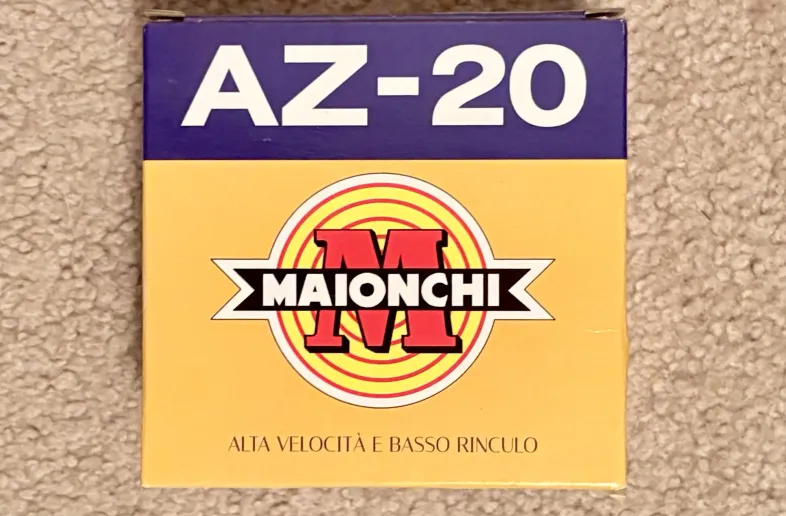 AZ-20
M
MAIONCHI
ALTA VELOCITÀ E BASSO RINCULO